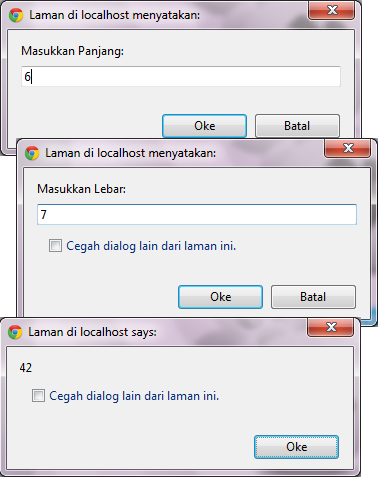 Laman di localhost menyatakan:
Masukkan Panjang:
6
Oke Batal
Laman di localhost menyatakan:
Masukkan Lebar:
7
Cegah dialog lain dari laman ini.
Oke Batal
Laman di localhost says:
42
Cegah dialog lain dari laman ini.
Oke